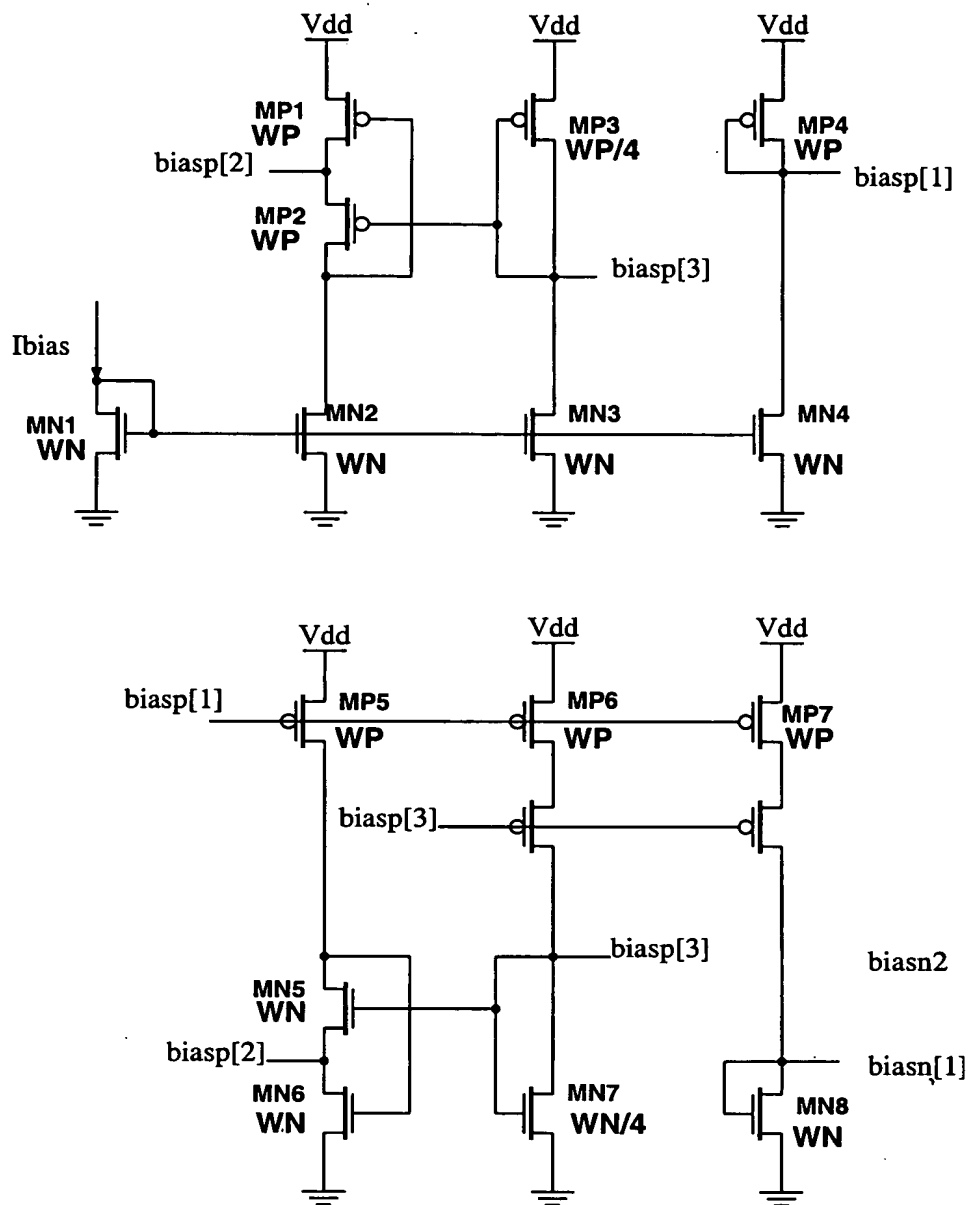 Vdd
Vdd
Vdd
MP1
WP
MP3
WP/4
MP4
WP
biasp[2]
biasp[1]
MP2
WP
biasp[3]
Ibias
MN1
WN
MN2
WN
MN3
WN
MN4
WN
Vdd
Vdd
Vdd
biasp[1]
MP5
WP
MP6
WP
MP7
WP
biasp[3]
biasp[3]
biasn2
MN5
WN
biasp[2]
biasn[1]
MN6
WN
MN7
WN/4
MN8
WN